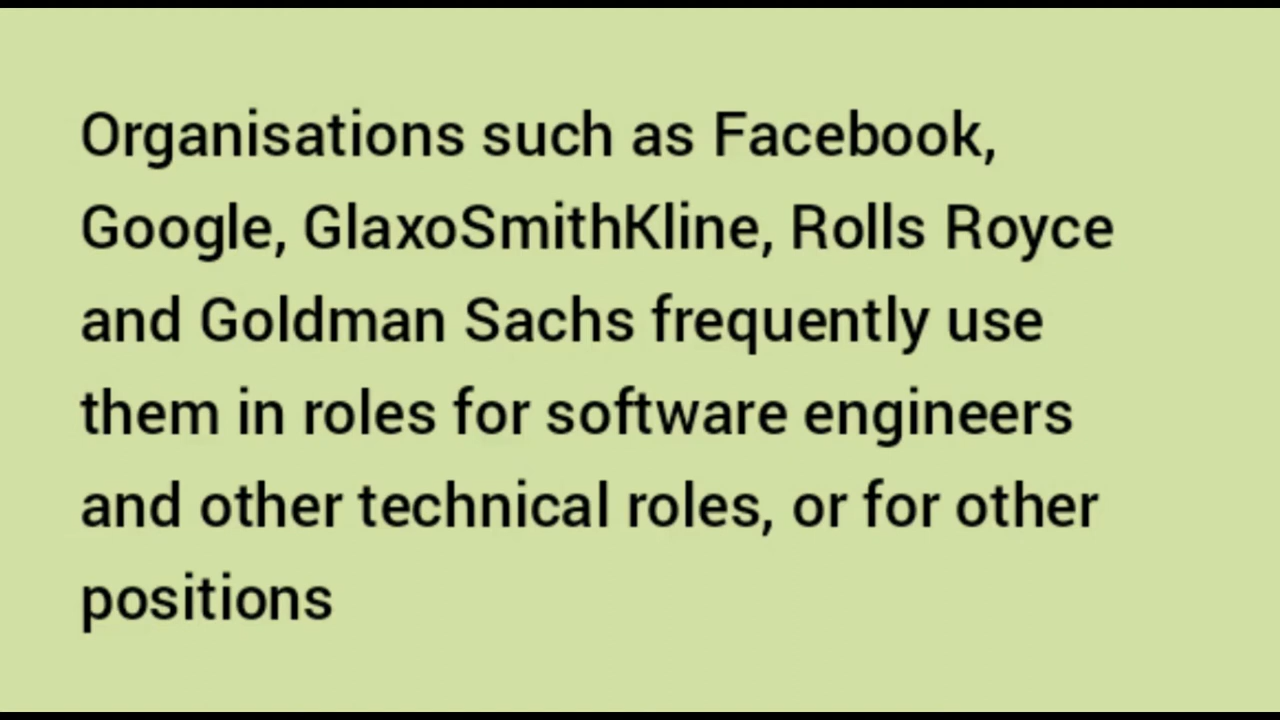 Organisations such as Facebook,
Google, GlaxoSmithKline, Rolls Royce
and Goldman Sachs frequently use
them in roles for software engineers
and other technical roles, or for other
positions